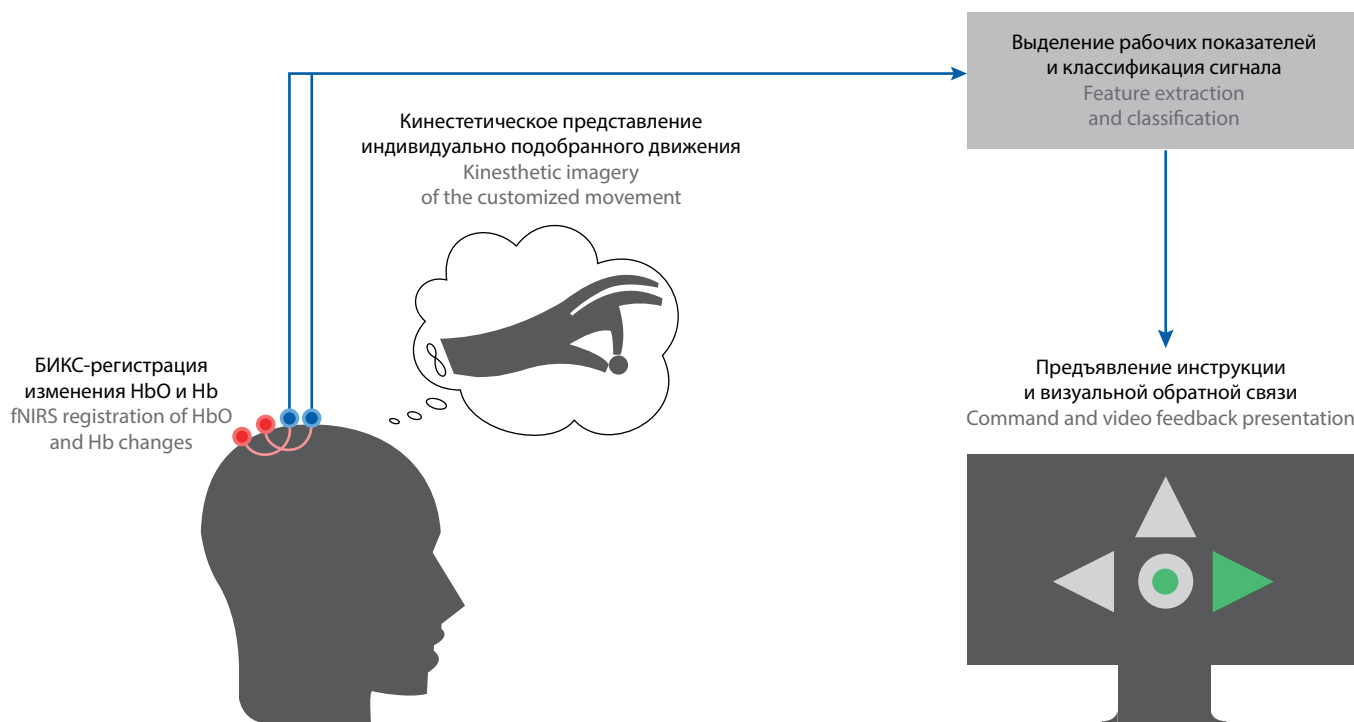 Выделение рабочих показателей
и классификация сигнала
Feature extraction
and classification
Кинестетическое представление
индивидуально подобранного движения
Kinesthetic imagery
of the customized movement
БИКС-регистрация
изменения HbO и Hb
fNIRS registration of HbO
and Hb changes
Предъявление инструкции
и визуальной обратной связи
Command and video feedback presentation